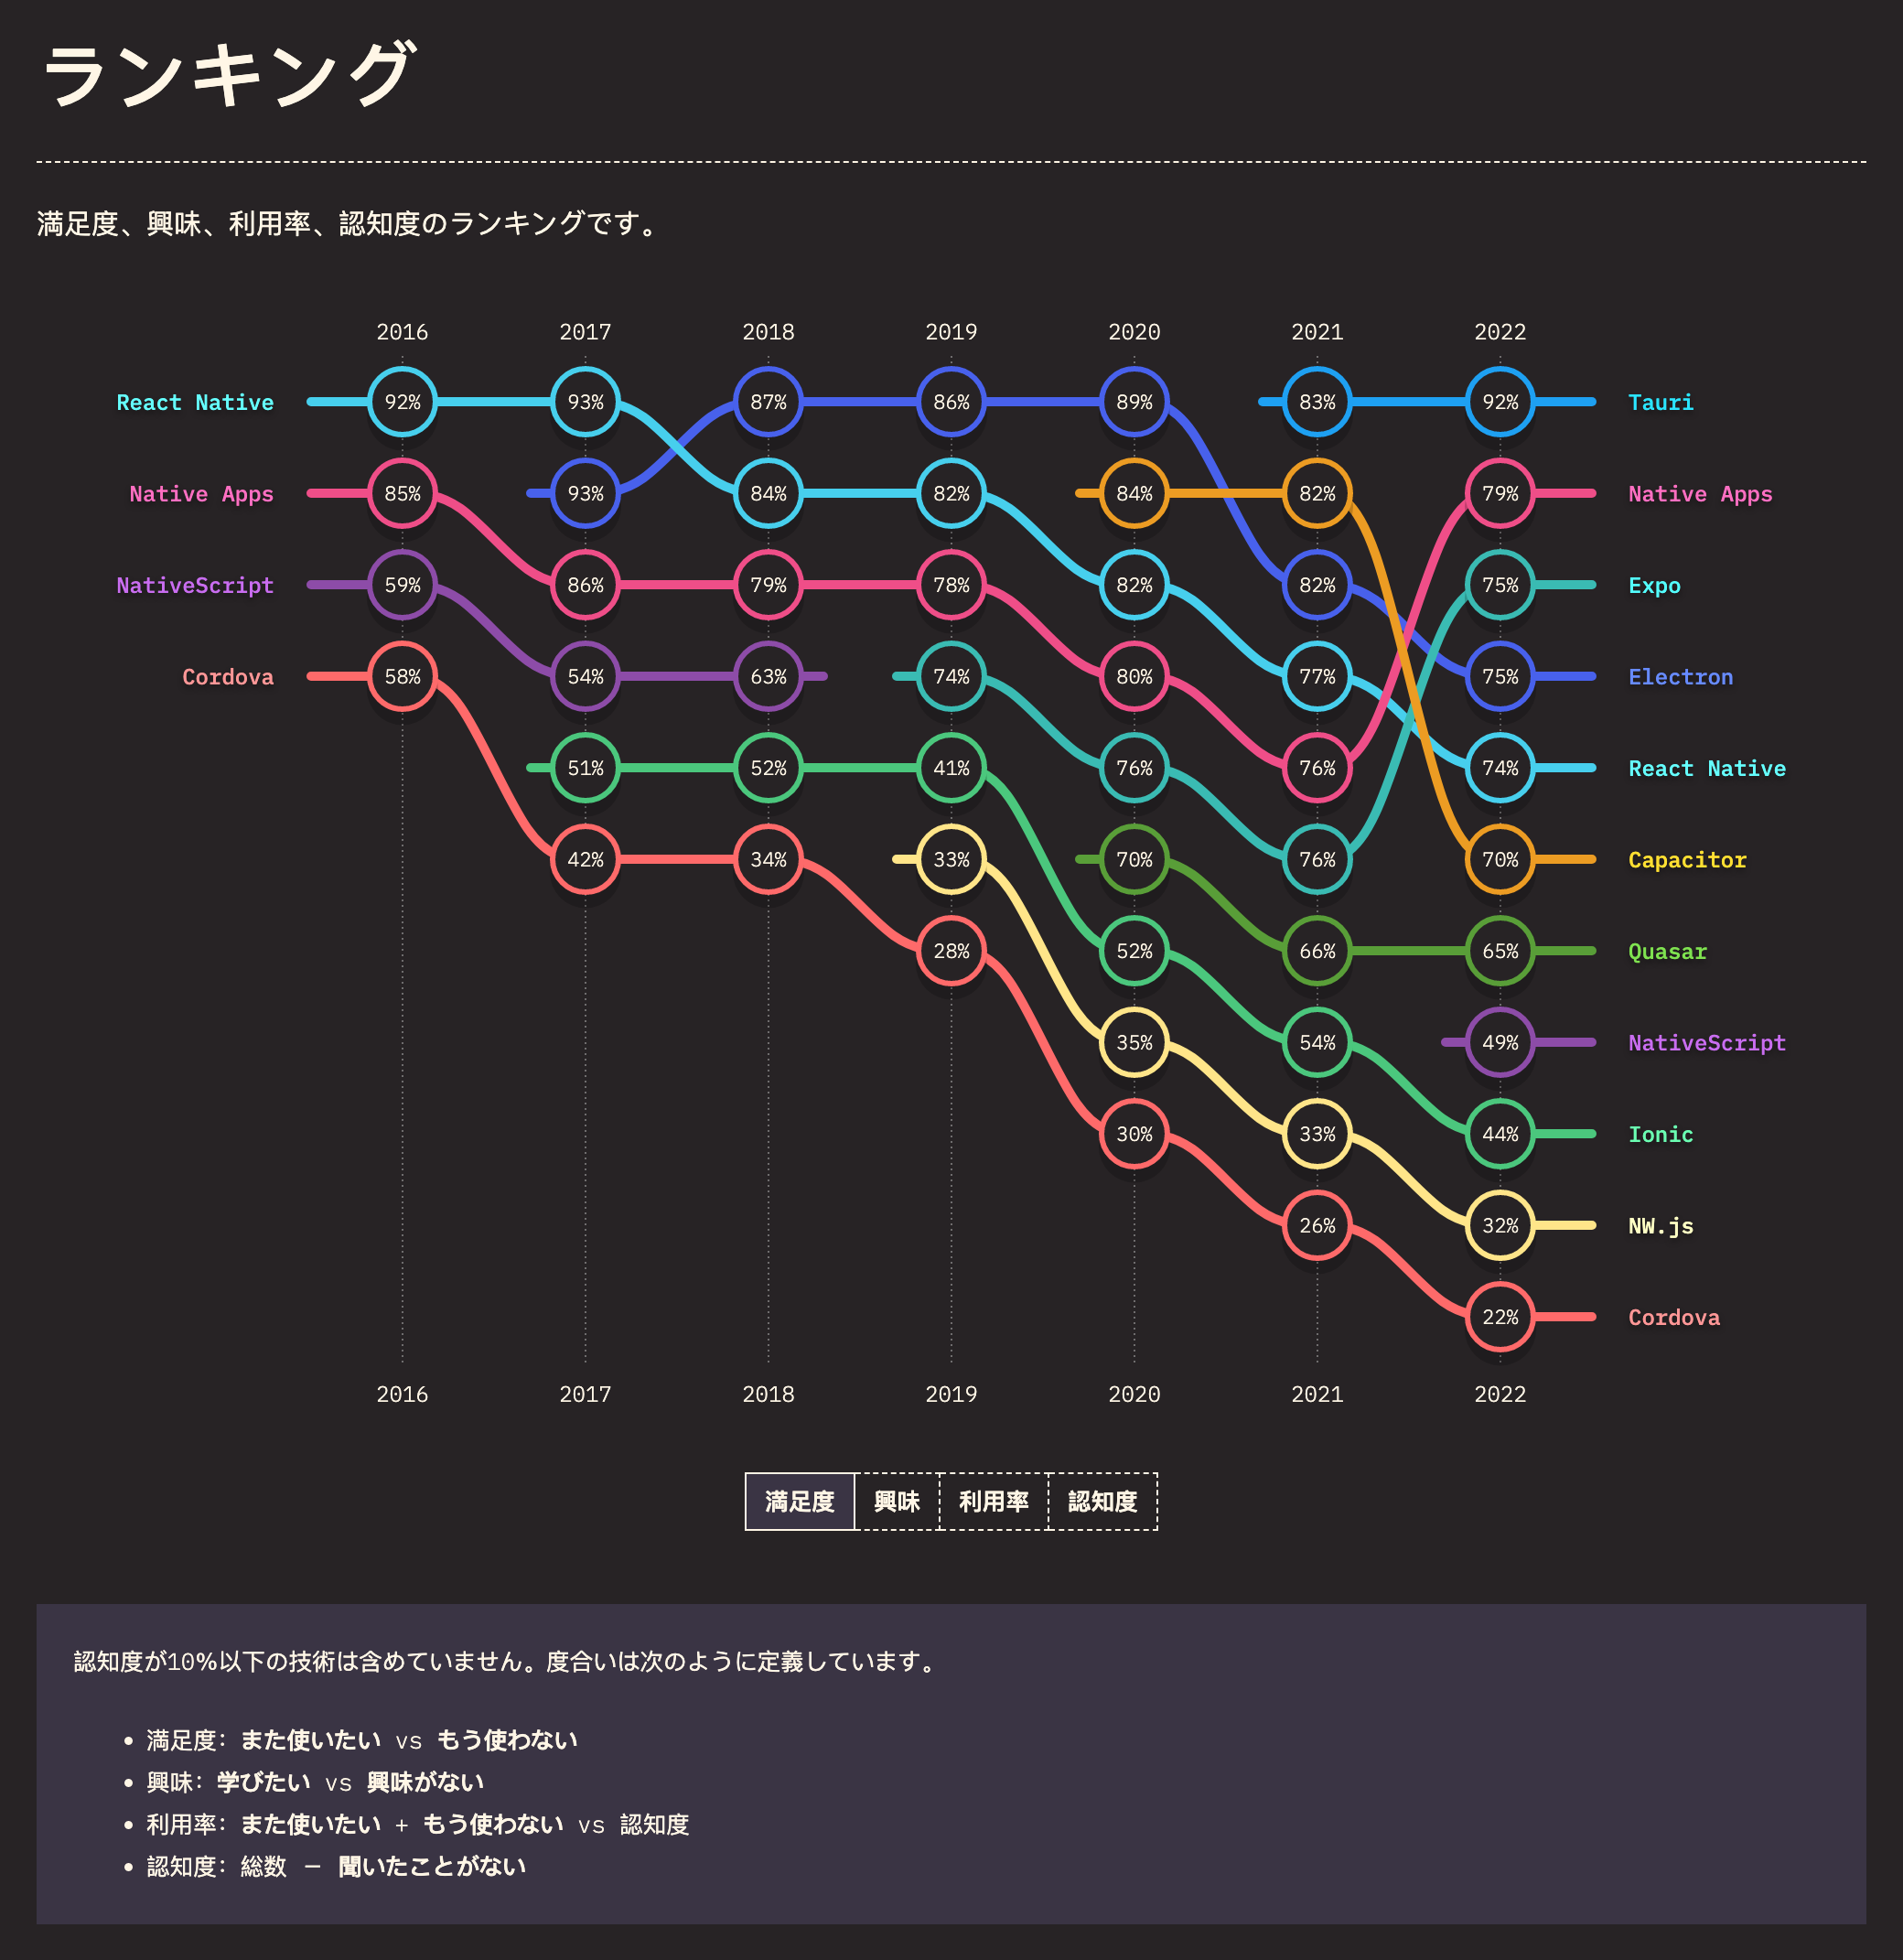 ランキング
満足度、興味、利用率、認知度のランキングです。
2016 2017 2018 2019 2020 2021 2022
React Native 92% 93% 87% 86% 89% 83% 92% Tauri
Native Apps 85% 93% 84% 82% 84% 82% 79% Native Apps
NativeScript 59% 86% 79% 78% 82% 82% 75% Expo
Cordova 58% 54% 63% 74% 80% 77% 75% Electron
51% 52% 41% 76% 76% 74% React Native
42% 34% 33% 70% 76% 70% Capacitor
28% 52% 66% 65% Quasar
35% 54% 49% NativeScript
30% 33% 44% Ionic
26% 32% NW.js
22% Cordova
2016 2017 2018 2019 2020 2021 2022
満足度 興味 利用率 認知度
認知度が10%以下の技術は含めていません。度合いは次のように定義しています。
• 満足度: また使いたい vs もう使わない
• 興味: 学びたい vs 興味がない
• 利用率: また使いたい + もう使わない vs 認知度
• 認知度: 総数 － 聞いたことがない